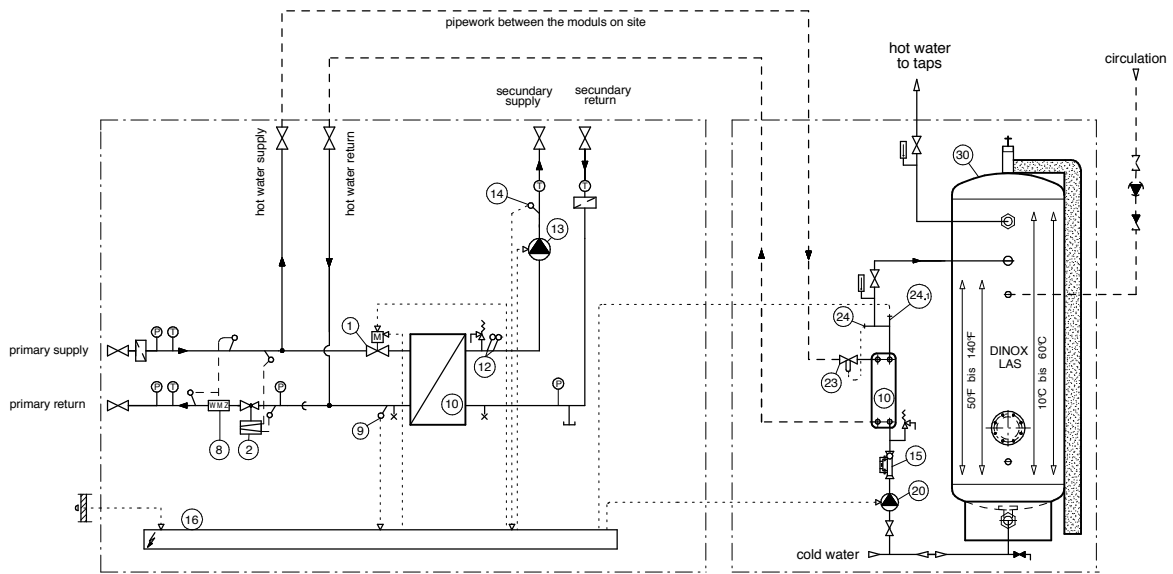 pipework between the moduls on site
hot water
to taps
circulation
secundary
supply
secundary
return
hot water supply
hot water return
30
14
T
T
13
24.1
24
1
M
P
T
primary supply
12
23
10
50°F bis 140°F
DINOX
LAS
10°C bis 60°C
primary return
P
T
WMZ
P
8
2
9
10
P
15
20
16
cold water